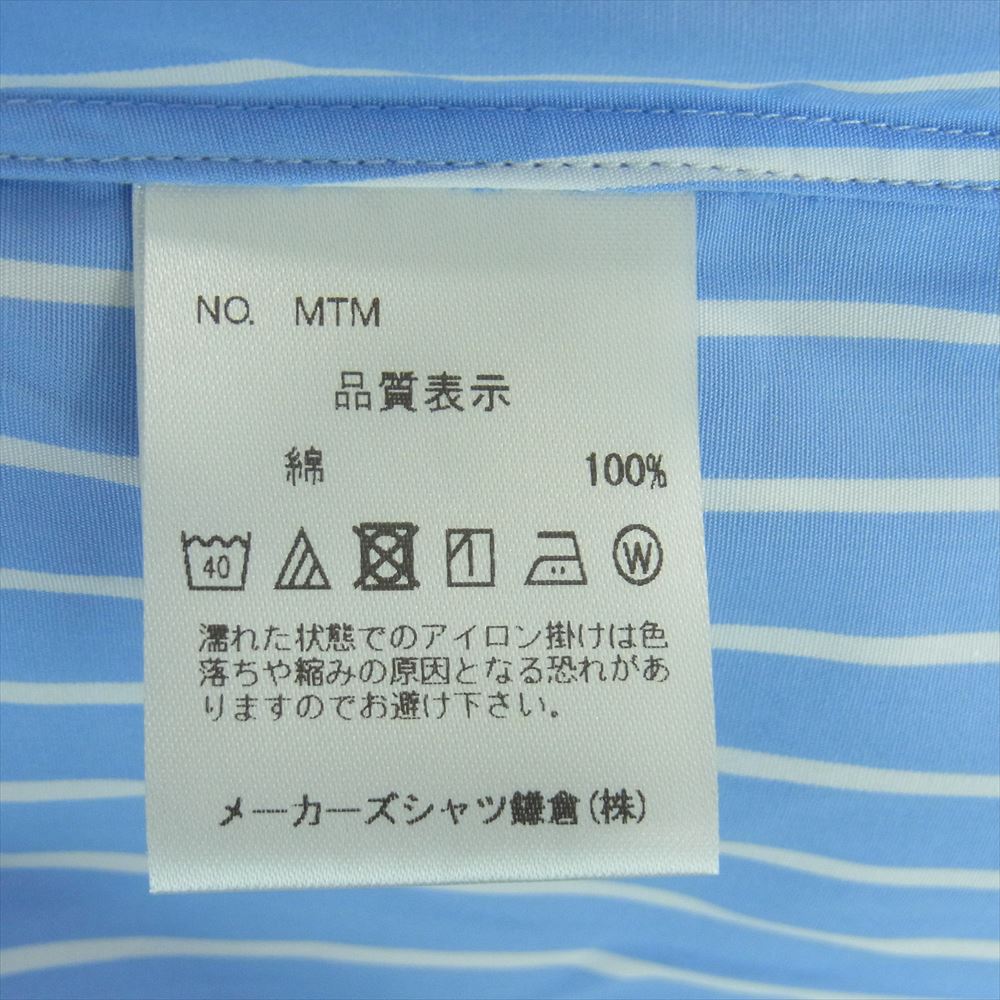 NO. MTM
品質表示
綿 100%
40 W
濡れた状態でのアイロン掛けは色
落ちや縮みの原因となる恐れがあ
りますのでお避け下さい。
メーカーズシャツ鎌倉(株)